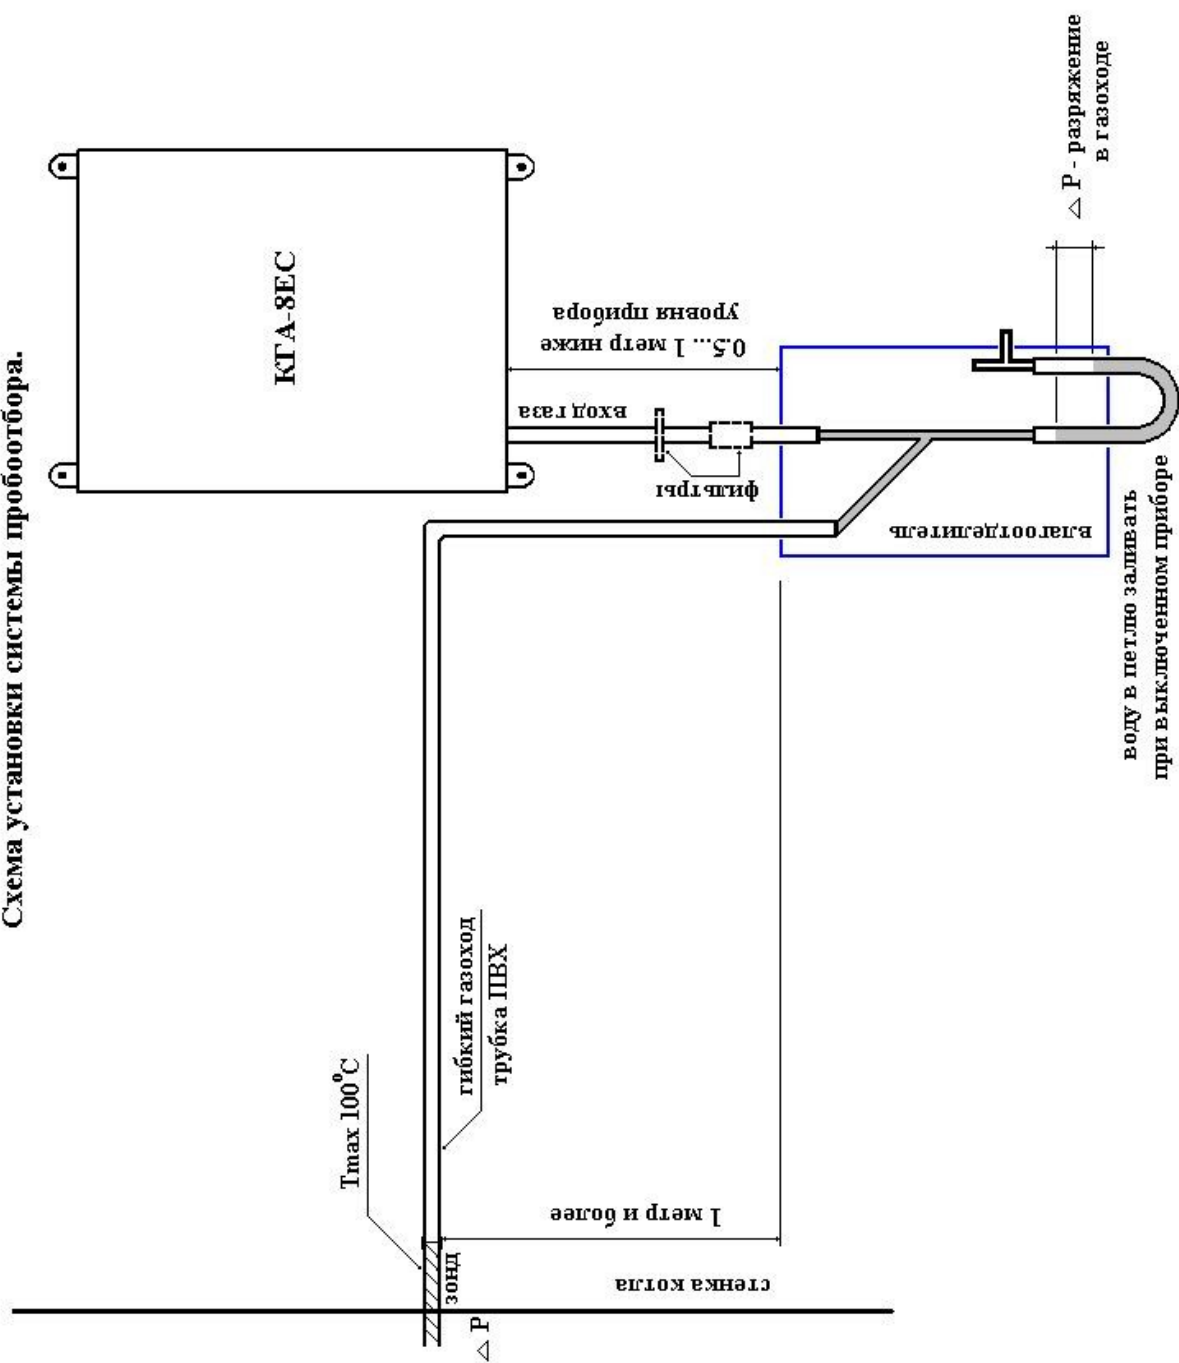 Схема установки системы пробоотбора.
КГА-8ЕС
△ Р - разряжение
в газоходе
0.5... 1 метр ниже
уровня прибора
вход газа
фильтры
влагоотделитель
воду в петлю заливать
при выключенном приборе
Tmax 100°C
гибкий газоход
трубка ПВХ
1 метр и более
зонд
стенка котла
△ Р